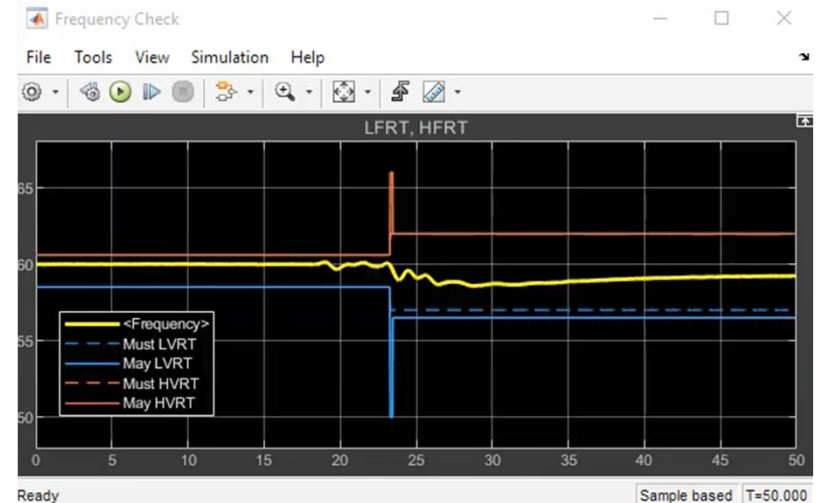 Frequency Check
File Tools View Simulation Help
LFRT, HFRT
65
60
55
50
<Frequency>
Must LVRT
May LVRT
Must HVRT
May HVRT
0 5 10 15 20 25 30 35 40 45 50
Ready Sample based T=50.000